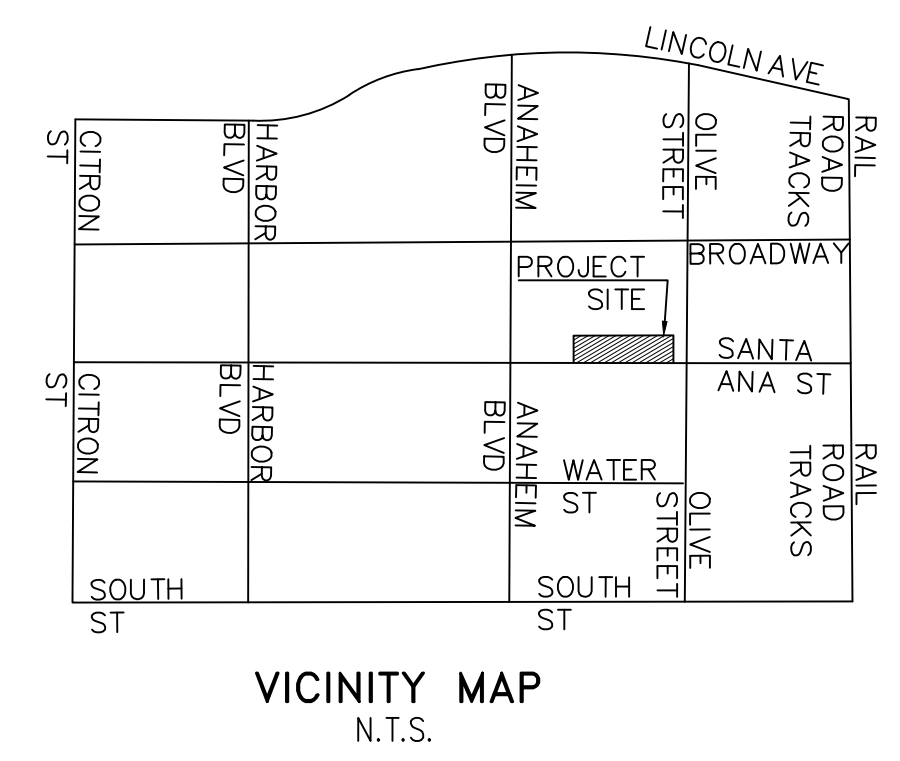 LINCOLN AVE
CITRON
ST
HARBOR
BLVD
ANAHEIM
BLVD
OLIVE
STREET
RAIL
ROAD
TRACKS
BROADWAY
PROJECT
SITE
SANTA
ANA ST
CITRON
ST
HARBOR
BLVD
ANAHEIM
BLVD
WATER
ST
OLIVE
STREET
RAIL
ROAD
TRACKS
SOUTH
ST
SOUTH
ST
VICINITY MAP
N.T.S.